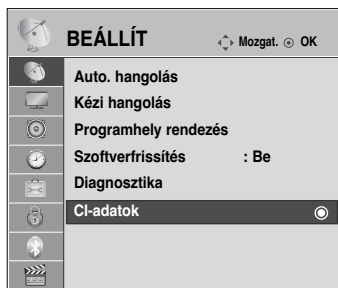 BEÁLLÍT Mozgat. OK
Auto. hangolás
Kézi hangolás
Programhely rendezés
Szoftverfrissítés : Be
Diagnosztika
CI-adatok